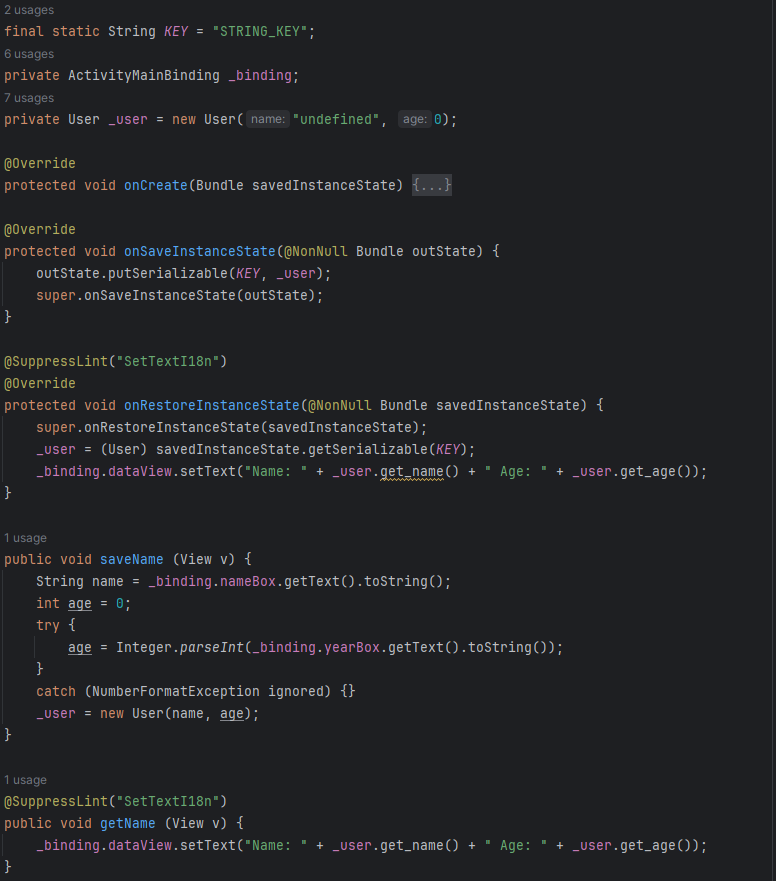 2 usages
final static String KEY = "STRING_KEY";
6 usages
private ActivityMainBinding _binding;
7 usages
private User _user = new User( name: "undefined", age: 0);
@Override
protected void onCreate(Bundle savedInstanceState) {...}
@Override
protected void onSaveInstanceState(@NonNull Bundle outState) {
    outState.putSerializable(KEY, _user);
    super.onSaveInstanceState(outState);
}
@SuppressLint("SetTextI18n")
@Override
protected void onRestoreInstanceState(@NonNull Bundle savedInstanceState) {
    super.onRestoreInstanceState(savedInstanceState);
    _user = (User) savedInstanceState.getSerializable(KEY);
    _binding.dataView.setText("Name: " + _user.get_name() + " Age: " + _user.get_age());
}
1 usage
public void saveName (View v) {
    String name = _binding.nameBox.getText().toString();
    int age = 0;
    try {
        age = Integer.parseInt(_binding.yearBox.getText().toString());
    }
    catch (NumberFormatException ignored) {}
    _user = new User(name, age);
}
1 usage
@SuppressLint("SetTextI18n")
public void getName (View v) {
    _binding.dataView.setText("Name: " + _user.get_name() + " Age: " + _user.get_age());
}